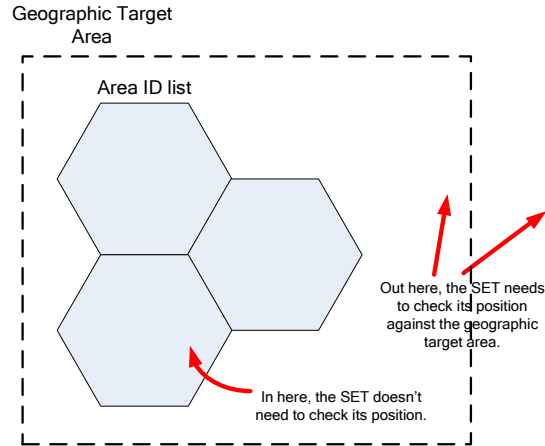 Geographic Target
Area
Area ID list
Out here, the SET needs
to check its position
against the geographic
target area.
In here, the SET doesn't
need to check its position.